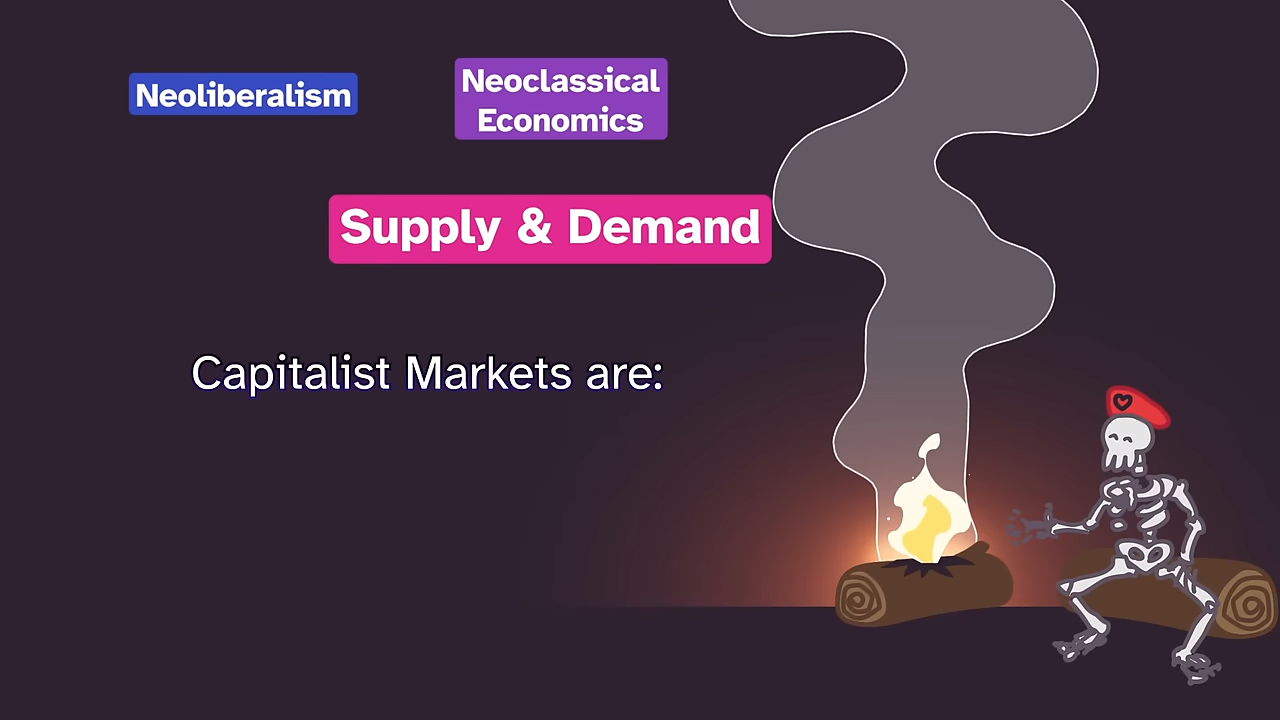 Neoliberalism
Neoclassical
Economics
Supply & Demand
Capitalist Markets are: